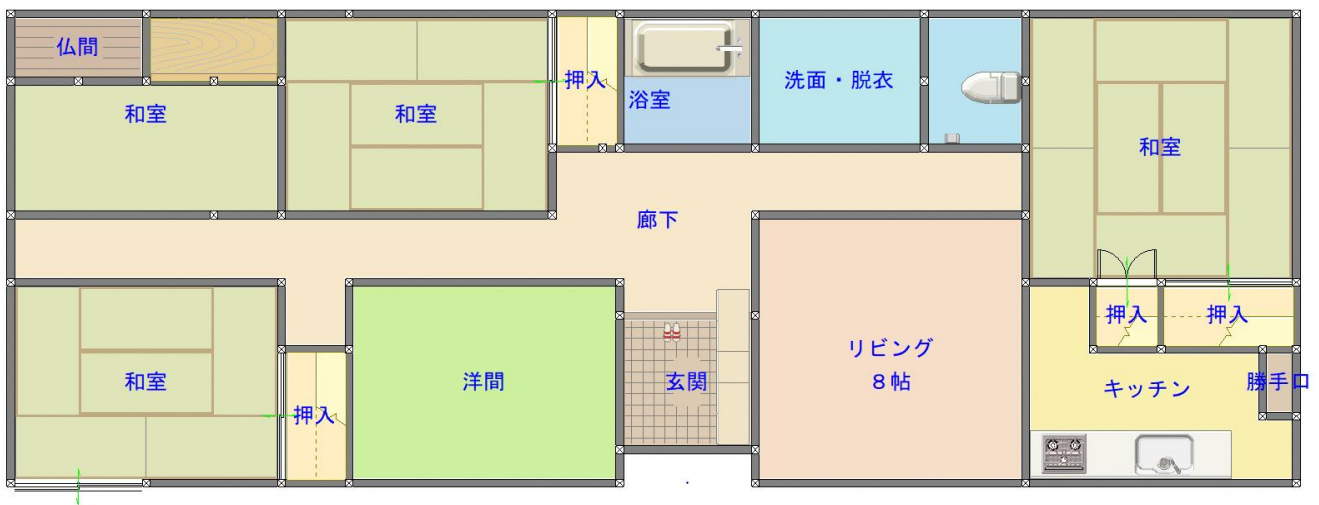 仏間
和室
和室
押入
浴室
洗面・脱衣
和室
廊下
和室
押入
洋間
玄関
リビング
８帖
押入
押入
キッチン
勝手口